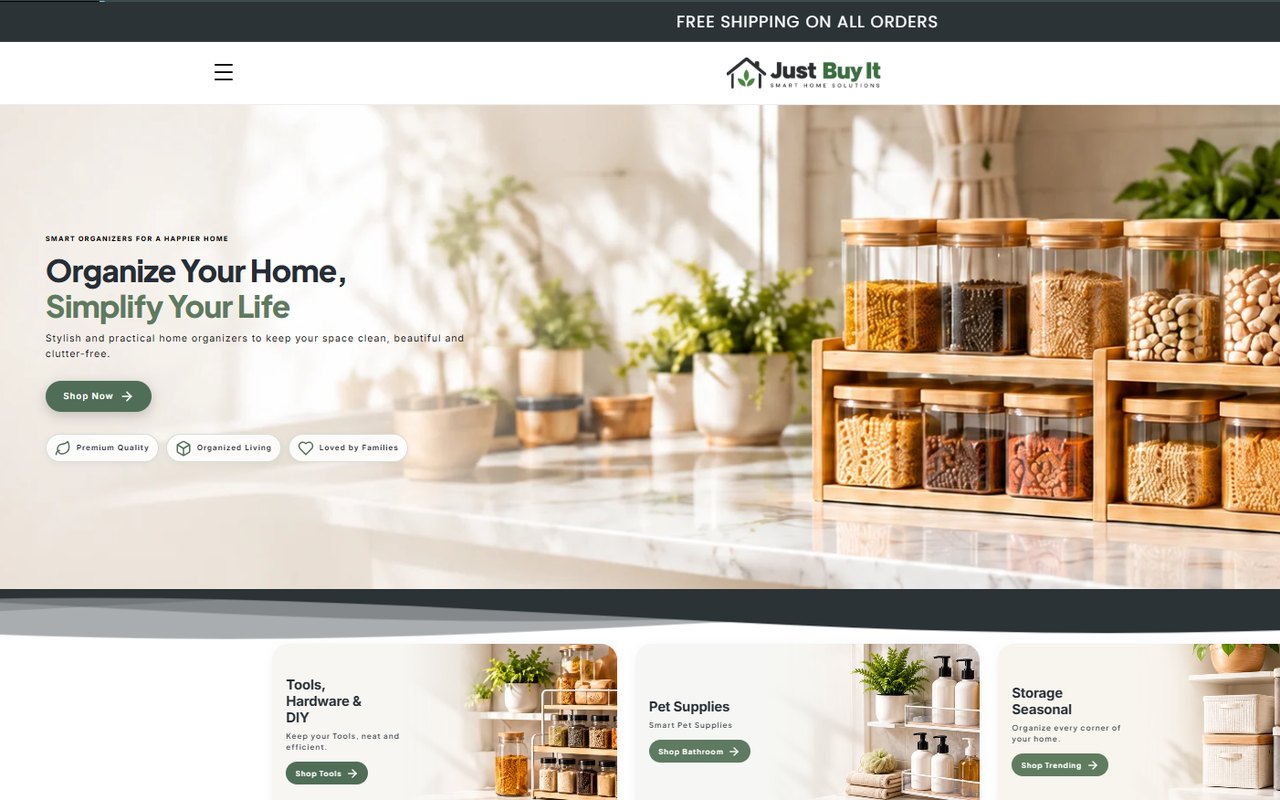 FREE SHIPPING ON ALL ORDERS
Just Buy It
SMART HOME SOLUTIONS
SMART ORGANIZERS FOR A HAPPIER HOME
Organize Your Home,
Simplify Your Life
Stylish and practical home organizers to keep your space clean, beautiful and
clutter-free.
Shop Now
Premium Quality
Organized Living
Loved by Families
Tools,
Hardware &
DIY
Keep your Tools, neat and
efficient.
Shop Tools
Pet Supplies
Smart Pet Supplies
Shop Bathroom
Storage
Seasonal
Organize every corner of
your home.
Shop Trending